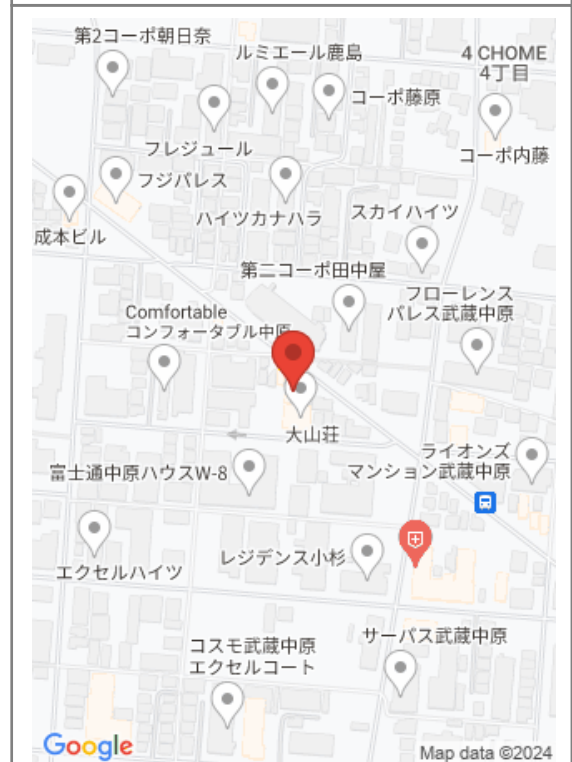 第2コーポ朝日奈
ルミエール鹿島
4 CHOME
4丁目
コーポ藤原
フレジュール
コーポ内藤
フジパレス
ハイツカナハラ
スカイハイツ
成本ビル
第二コーポ田中屋
フローレンス
パレス武蔵中原
Comfortable
コンフォータブル中原
大山荘
ライオンズ
マンション武蔵中原
富士通中原ハウスW-8
レジデンス小杉
エクセルハイツ
サーパス武蔵中原
コスモ武蔵中原
エクセルコート
Google
Map data ©2024